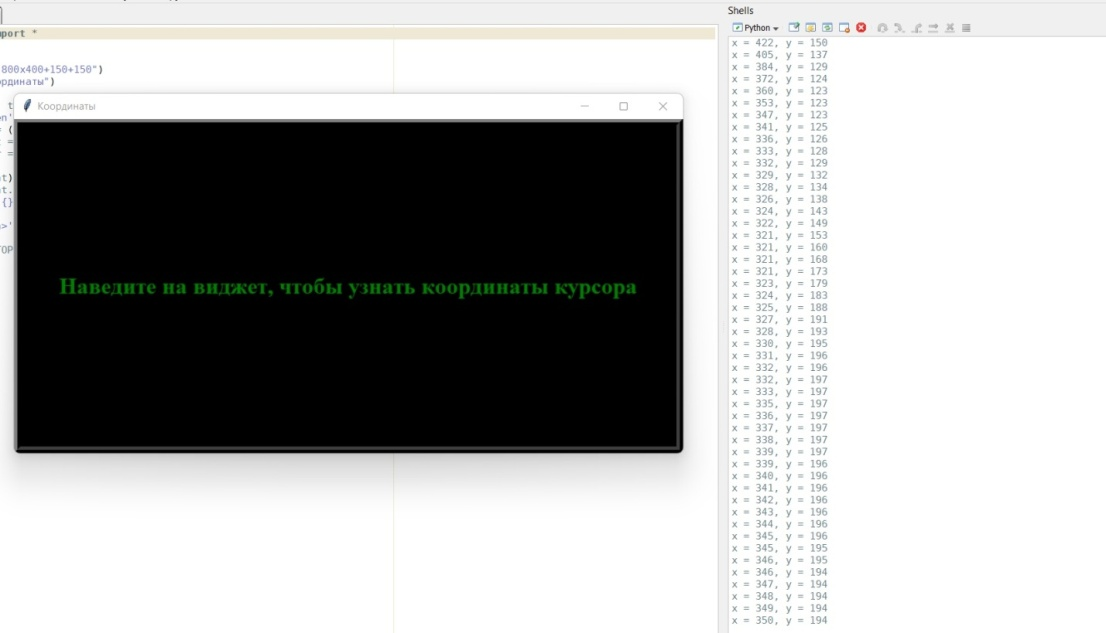 port *
800x400+150+150")
ординаты")
Координаты
Наведите на виджет, чтобы узнать координаты курсора
Shells
Python
x = 422, y = 150
x = 405, y = 137
x = 384, y = 129
x = 372, y = 124
x = 360, y = 123
x = 353, y = 123
x = 347, y = 123
x = 341, y = 125
x = 336, y = 126
x = 333, y = 128
x = 332, y = 129
x = 329, y = 132
x = 328, y = 134
x = 326, y = 138
x = 324, y = 143
x = 322, y = 149
x = 321, y = 153
x = 321, y = 160
x = 321, y = 168
x = 321, y = 173
x = 323, y = 179
x = 324, y = 183
x = 325, y = 188
x = 327, y = 191
x = 328, y = 193
x = 330, y = 195
x = 331, y = 196
x = 332, y = 196
x = 332, y = 197
x = 333, y = 197
x = 335, y = 197
x = 336, y = 197
x = 337, y = 197
x = 338, y = 197
x = 339, y = 197
x = 339, y = 196
x = 340, y = 196
x = 341, y = 196
x = 342, y = 196
x = 343, y = 196
x = 344, y = 196
x = 345, y = 196
x = 345, y = 195
x = 346, y = 195
x = 346, y = 194
x = 347, y = 194
x = 348, y = 194
x = 349, y = 194
x = 350, y = 194